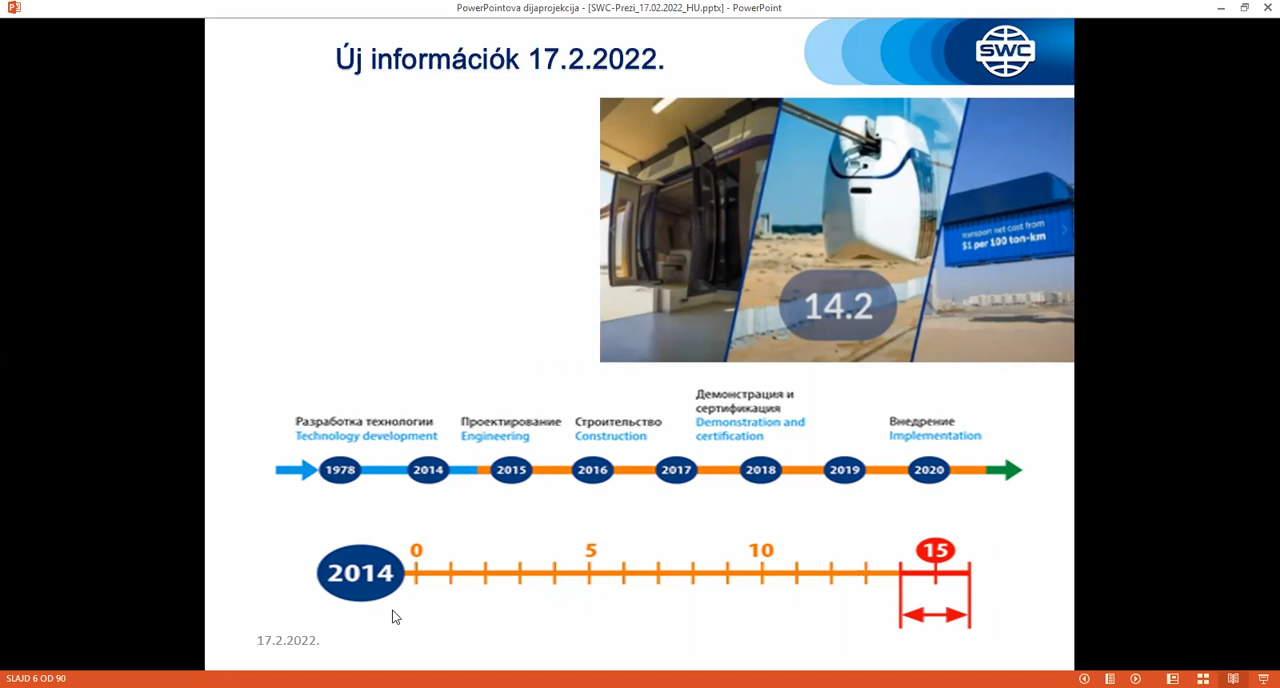 PowerPointova dijaprojekcija - [SWC-Prezi_17.02.2022_HU.pptx] - PowerPoint
Új információk 17.2.2022.
SWC
transport net cost from
$1 per 100 ton-km
14.2
Разработка технологии
Technology development
Проектирование
Engineering
Строительство
Construction
Демонстрация и
сертификация
Demonstration and
certification
Внедрение
Implementation
1978 2014 2015 2016 2017 2018 2019 2020
0 5 10 15
2014
17.2.2022.
SLAJD 6 OD 90